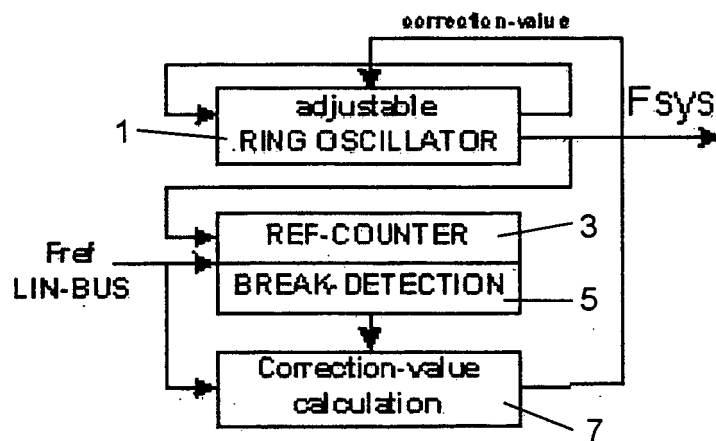 correction-value
adjustable
.RING OSCILLATOR
Fsys
1
REF-COUNTER
3
Fref
LIN-BUS
BREAK-DETECTION
5
Correction-value
calculation
7